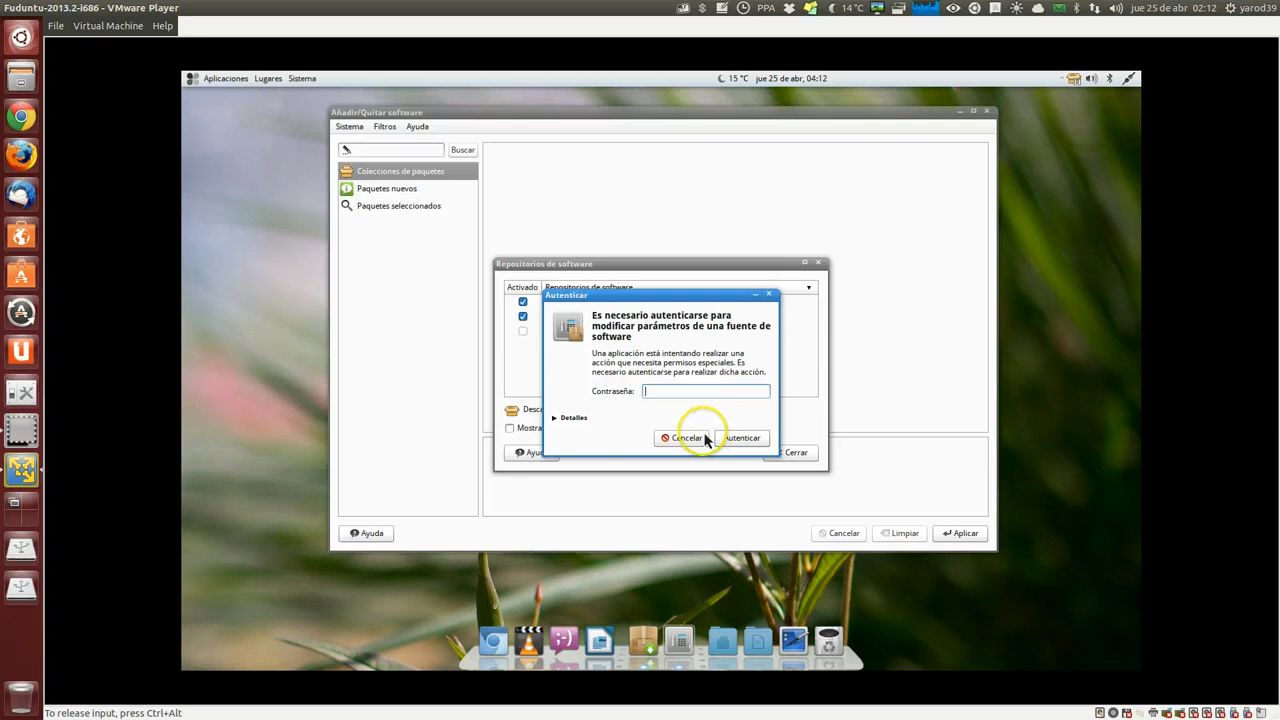 Fuduntu-2013.2-i686 - VMware Player
PPA
14 °C
jue 25 de abr, 02:12
yarod39
File Virtual Machine Help
Aplicaciones Lugares Sistema
15 °C jue 25 de abr, 04:12
Añadir/Quitar software
Sistema Filtros Ayuda
Buscar
Colecciones de paquetes
Paquetes nuevos
Paquetes seleccionados
Repositorios de software
Activado Repositorios de software
Autenticar
Es necesario autenticarse para
modificar parámetros de una fuente de
software
Una aplicación está intentando realizar una
acción que necesita permisos especiales. Es
necesario autenticarse para realizar dicha acción.
Contraseña:
Detalles
Cancelar Autenticar
Cerrar
Ayuda Cancelar Limpiar Aplicar
To release input, press Ctrl+Alt